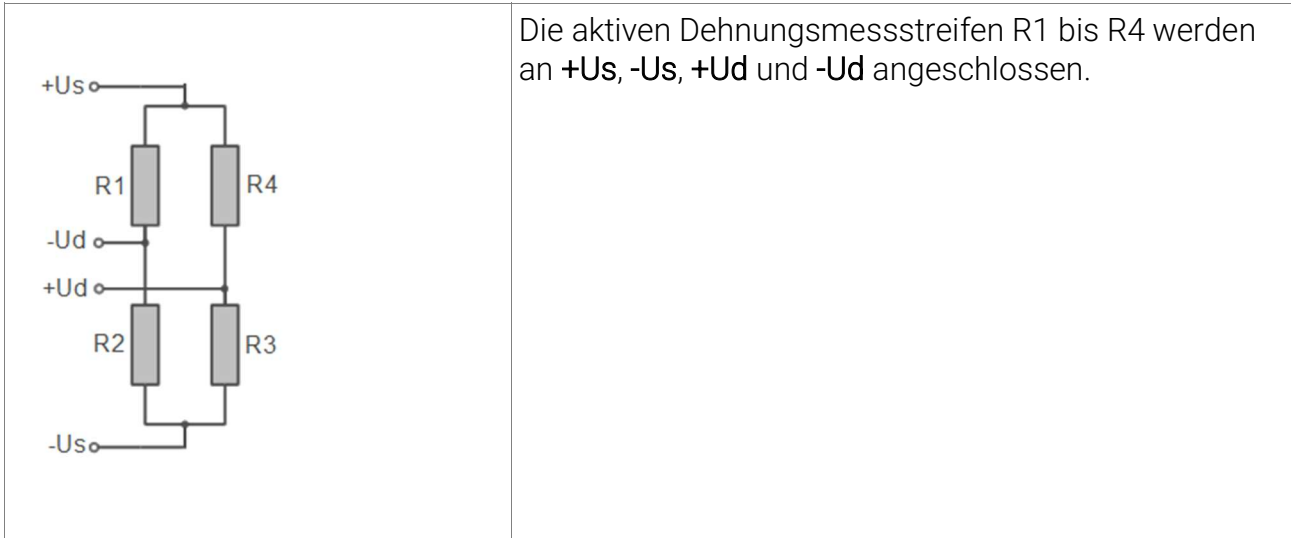 +Us
R1
R4
-Ud
+Ud
R2
R3
-Us
Die aktiven Dehnungsmessstreifen R1 bis R4 werden
an +Us, -Us, +Ud und -Ud angeschlossen.